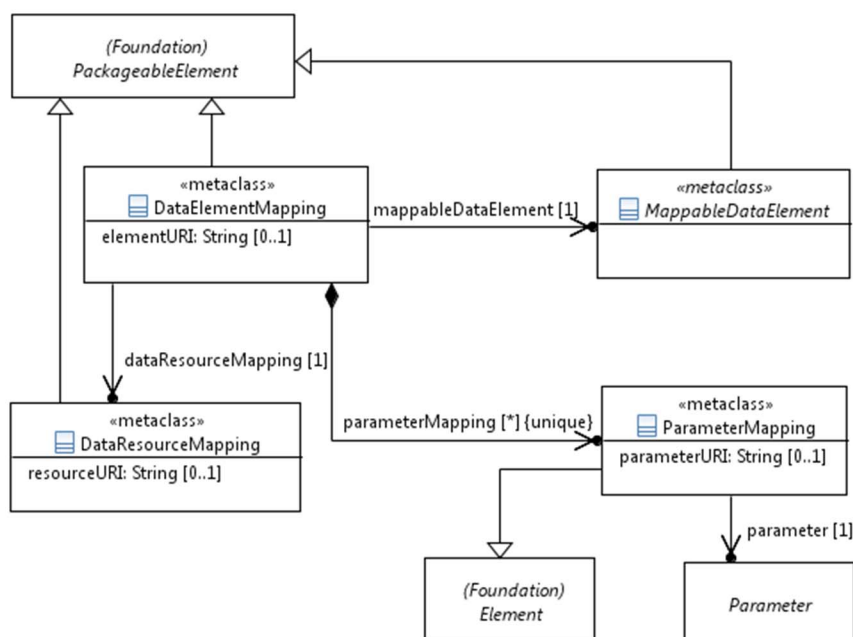 (Foundation)
PackageableElement
«metaclass»
DataElementMapping
elementURI: String [0..1]
mappableDataElement [1]
«metaclass»
MappableDataElement
dataResourceMapping [1]
«metaclass»
DataResourceMapping
resourceURI: String [0..1]
parameterMapping [*] {unique}
«metaclass»
ParameterMapping
parameterURI: String [0..1]
parameter [1]
(Foundation)
Element
Parameter